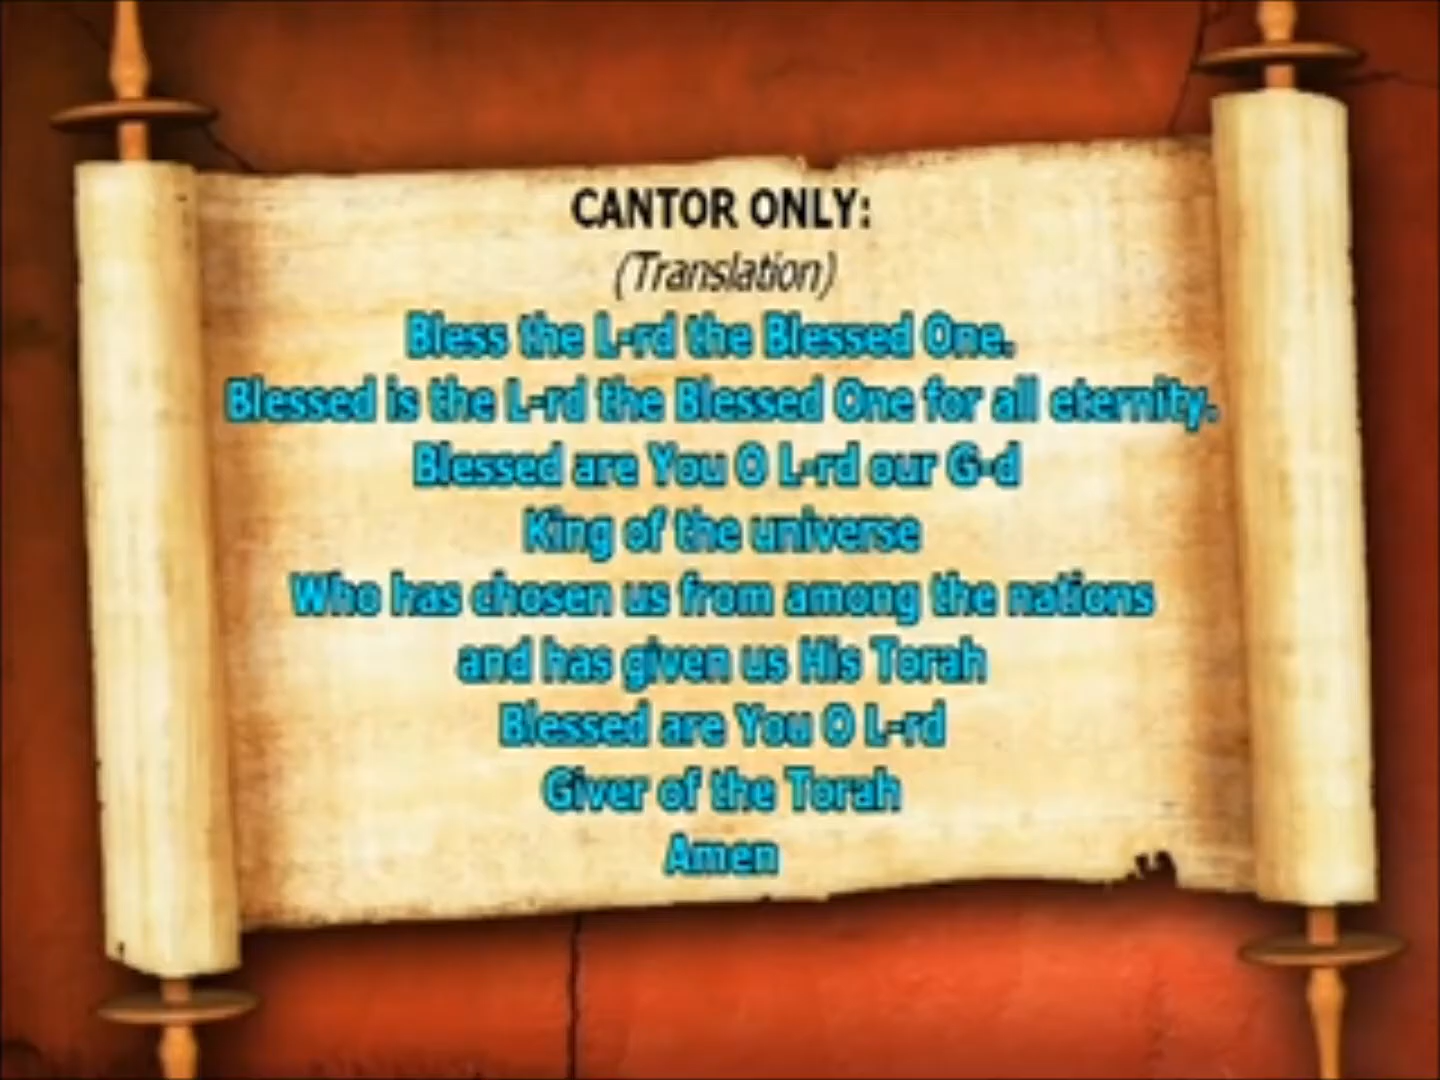 CANTOR ONLY:
(Translation)
Bless the L-rd the Blessed One.
Blessed is the L-rd the Blessed One for all eternity.
Blessed are You O L-rd our G-d
King of the universe
Who has chosen us from among the nations
and has given us His Torah
Blessed are You O L-rd
Giver of the Torah
Amen